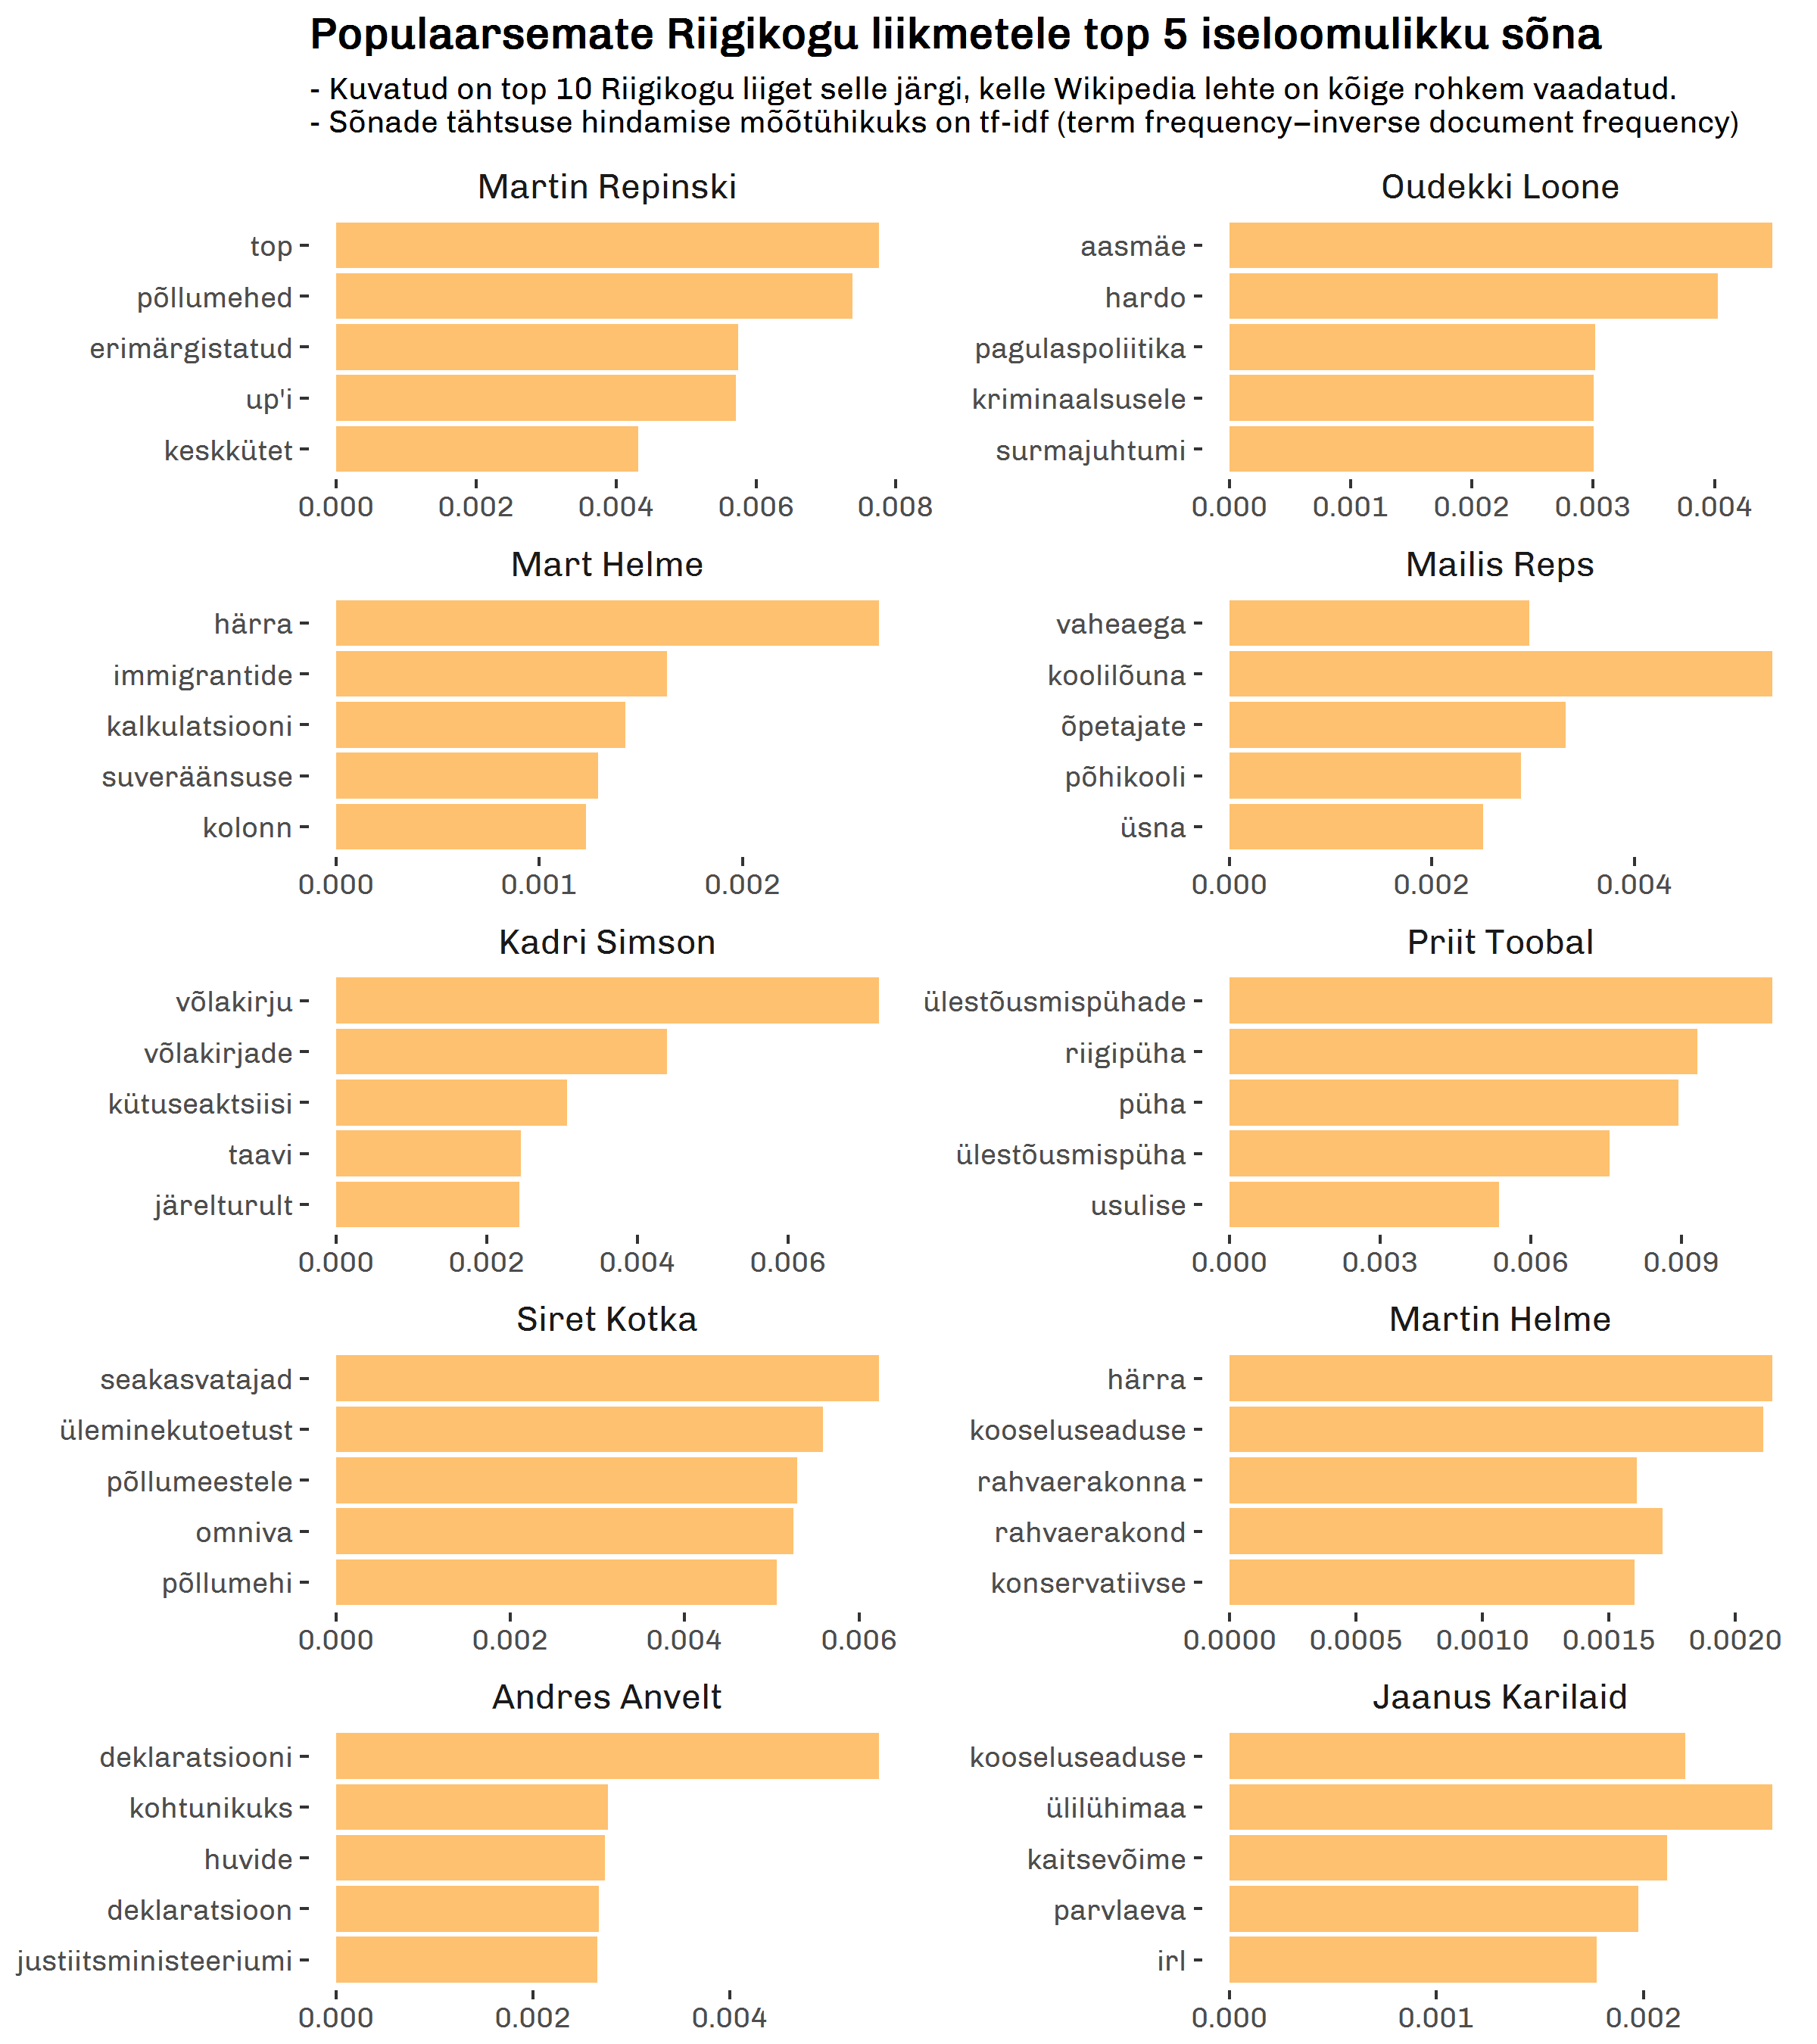 Populaarsemate Riigikogu liikmetele top 5 iseloomulikku sõna
- Kuvatud on top 10 Riigikogu liiget selle järgi, kelle Wikipedia lehte on kõige rohkem vaadatud.
- Sõnade tähtsuse hindamise mõõtühikuks on tf-idf (term frequency–inverse document frequency)
Martin Repinski
top
põllumehed
erimärgistatud
up'i
keskkütet
0.000 0.002 0.004 0.006 0.008
Oudekki Loone
aasmäe
hardo
pagulaspoliitika
kriminaalsusele
surmajuhtumi
0.000 0.001 0.002 0.003 0.004
Mart Helme
härra
immigrantide
kalkulatsiooni
suveräänsuse
kolonn
0.000 0.001 0.002
Mailis Reps
vaheaega
koolilõuna
õpetajate
põhikooli
üsna
0.000 0.002 0.004
Kadri Simson
võlakirju
võlakirjade
kütuseaktsiisi
taavi
järelturult
0.000 0.002 0.004 0.006
Priit Toobal
ülestõusmispühade
riigipüha
püha
ülestõusmispüha
usulise
0.000 0.003 0.006 0.009
Siret Kotka
seakasvatajad
üleminekutoetust
põllumeestele
omniva
põllumehi
0.000 0.002 0.004 0.006
Martin Helme
härra
kooseluseaduse
rahvaerakonna
rahvaerakond
konservatiivse
0.0000 0.0005 0.0010 0.0015 0.0020
Andres Anvelt
deklaratsiooni
kohtunikuks
huvide
deklaratsioon
justiitsministeeriumi
0.000 0.002 0.004
Jaanus Karilaid
kooseluseaduse
ülilühimaa
kaitsevõime
parvlaeva
irl
0.000 0.001 0.002